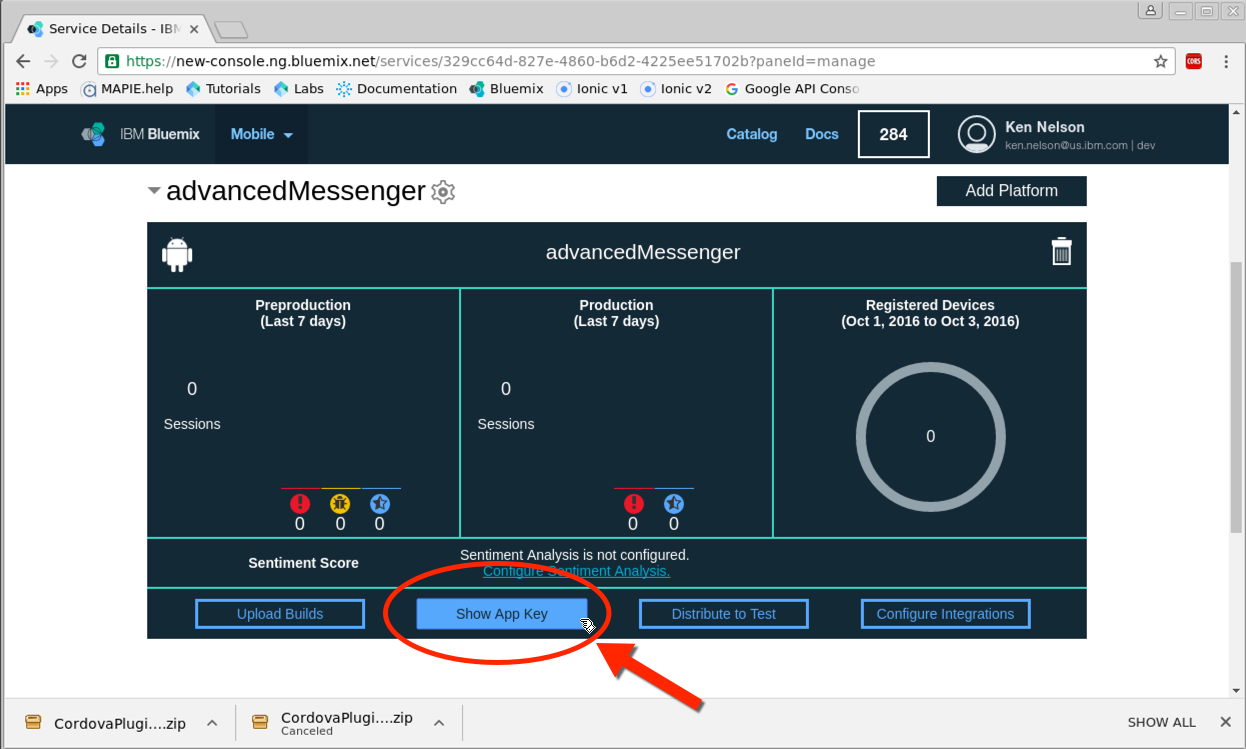 Service Details - IBM
https://new-console.ng.bluemix.net/services/329cc64d-827e-4860-b6d2-4225ee51702b?paneId=manage
CORS
Apps MAPIE.help Tutorials Labs Documentation Bluemix Ionic v1 Ionic v2 Google API Conso
IBM Bluemix Mobile Catalog Docs 284 Ken Nelson
ken.nelson@us.ibm.com | dev
advancedMessenger Add Platform
advancedMessenger
Preproduction
(Last 7 days)
0
Sessions
0 0 0
Production
(Last 7 days)
0
Sessions
0 0
Registered Devices
(Oct 1, 2016 to Oct 3, 2016)
0
Sentiment Score
Sentiment Analysis is not configured.
Configure Sentiment Analysis.
Upload Builds Show App Key Distribute to Test Configure Integrations
CordovaPlugi....zip
CordovaPlugi....zip
Canceled
SHOW ALL